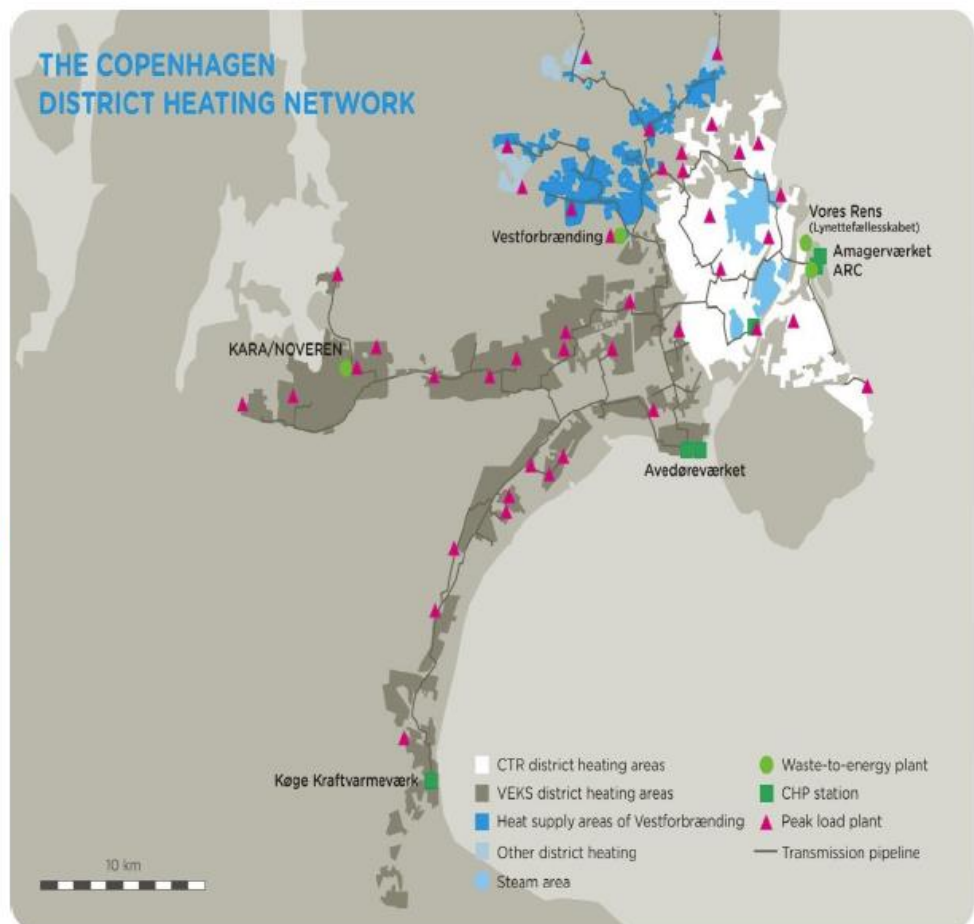 THE COPENHAGEN
DISTRICT HEATING NETWORK
Vores Rens
(Lynettefællesskabet)
Vestforbrænding
Amagerværket
ARC
KARA/NOVEREN
Avedøreværket
Køge Kraftvarmeværk
CTR district heating areas
VEKS district heating areas
Heat supply areas of Vestforbrænding
Other district heating
Steam area
Waste-to-energy plant
CHP station
Peak load plant
Transmission pipeline
10 km